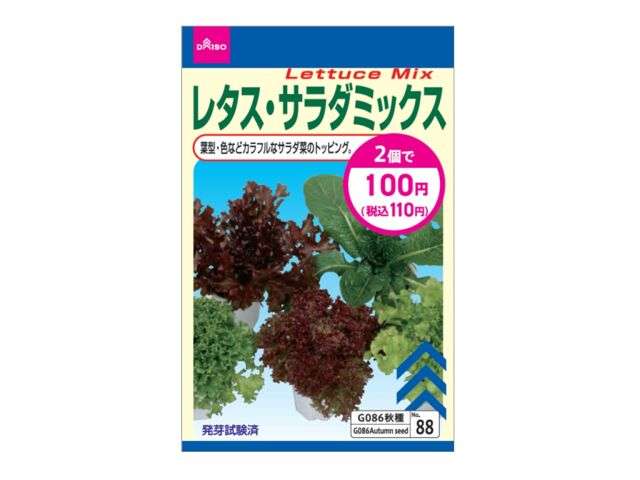 DAISO
Lettuce Mix
レタス・サラダミックス
葉型・色などカラフルなサラダ菜のトッピング。
2個で
100円
(税込110円)
G086秋種
G086Autumn seed
No.
88
発芽試験済